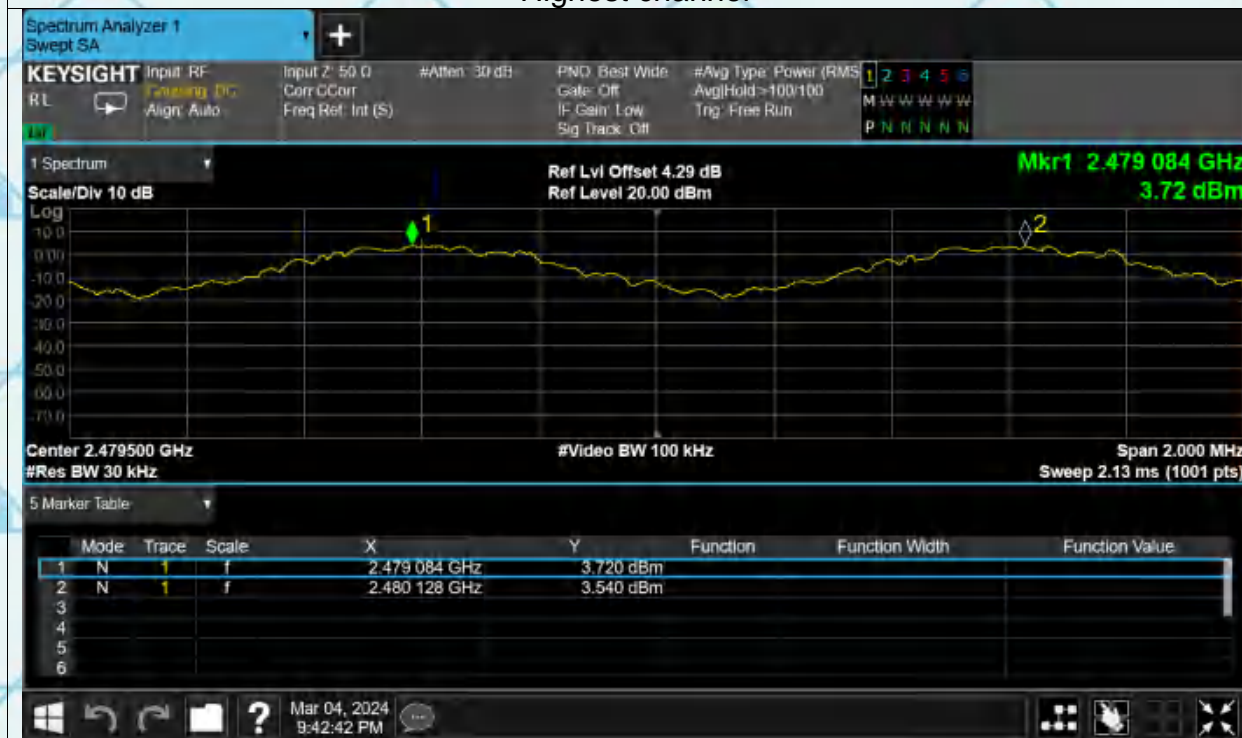 Highest channel
Spectrum Analyzer 1
Swept SA
+
KEYSIGHT Input: RF Input Z: 50 Ω #Atten: 30 dB PNO: Best Wide #Avg Type: Power (RMS 1 2 3 4 5 6
RL Coupling: DC Corr CCorr Gate: Off Avg|Hold:>100/100 M W W W W W
Align: Auto Freq Ref: Int (S) IF Gain: Low Trig: Free Run
Sig Track: Off P N N N N N
1 Spectrum
Scale/Div 10 dB
Ref Lvl Offset 4.29 dB
Ref Level 20.00 dBm
Mkr1 2.479 084 GHz
3.72 dBm
Log
10.0
0.00
-10.0
-20.0
-30.0
-40.0
-50.0
-60.0
-70.0
1
2
Center 2.479500 GHz #Video BW 100 kHz Span 2.000 MHz
#Res BW 30 kHz Sweep 2.13 ms (1001 pts)
5 Marker Table
Mode Trace Scale X Y Function Function Width Function Value
1 N 1 f 2.479 084 GHz 3.720 dBm
2 N 1 f 2.480 128 GHz 3.540 dBm
3
4
5
6
? Mar 04, 2024
9:42:42 PM